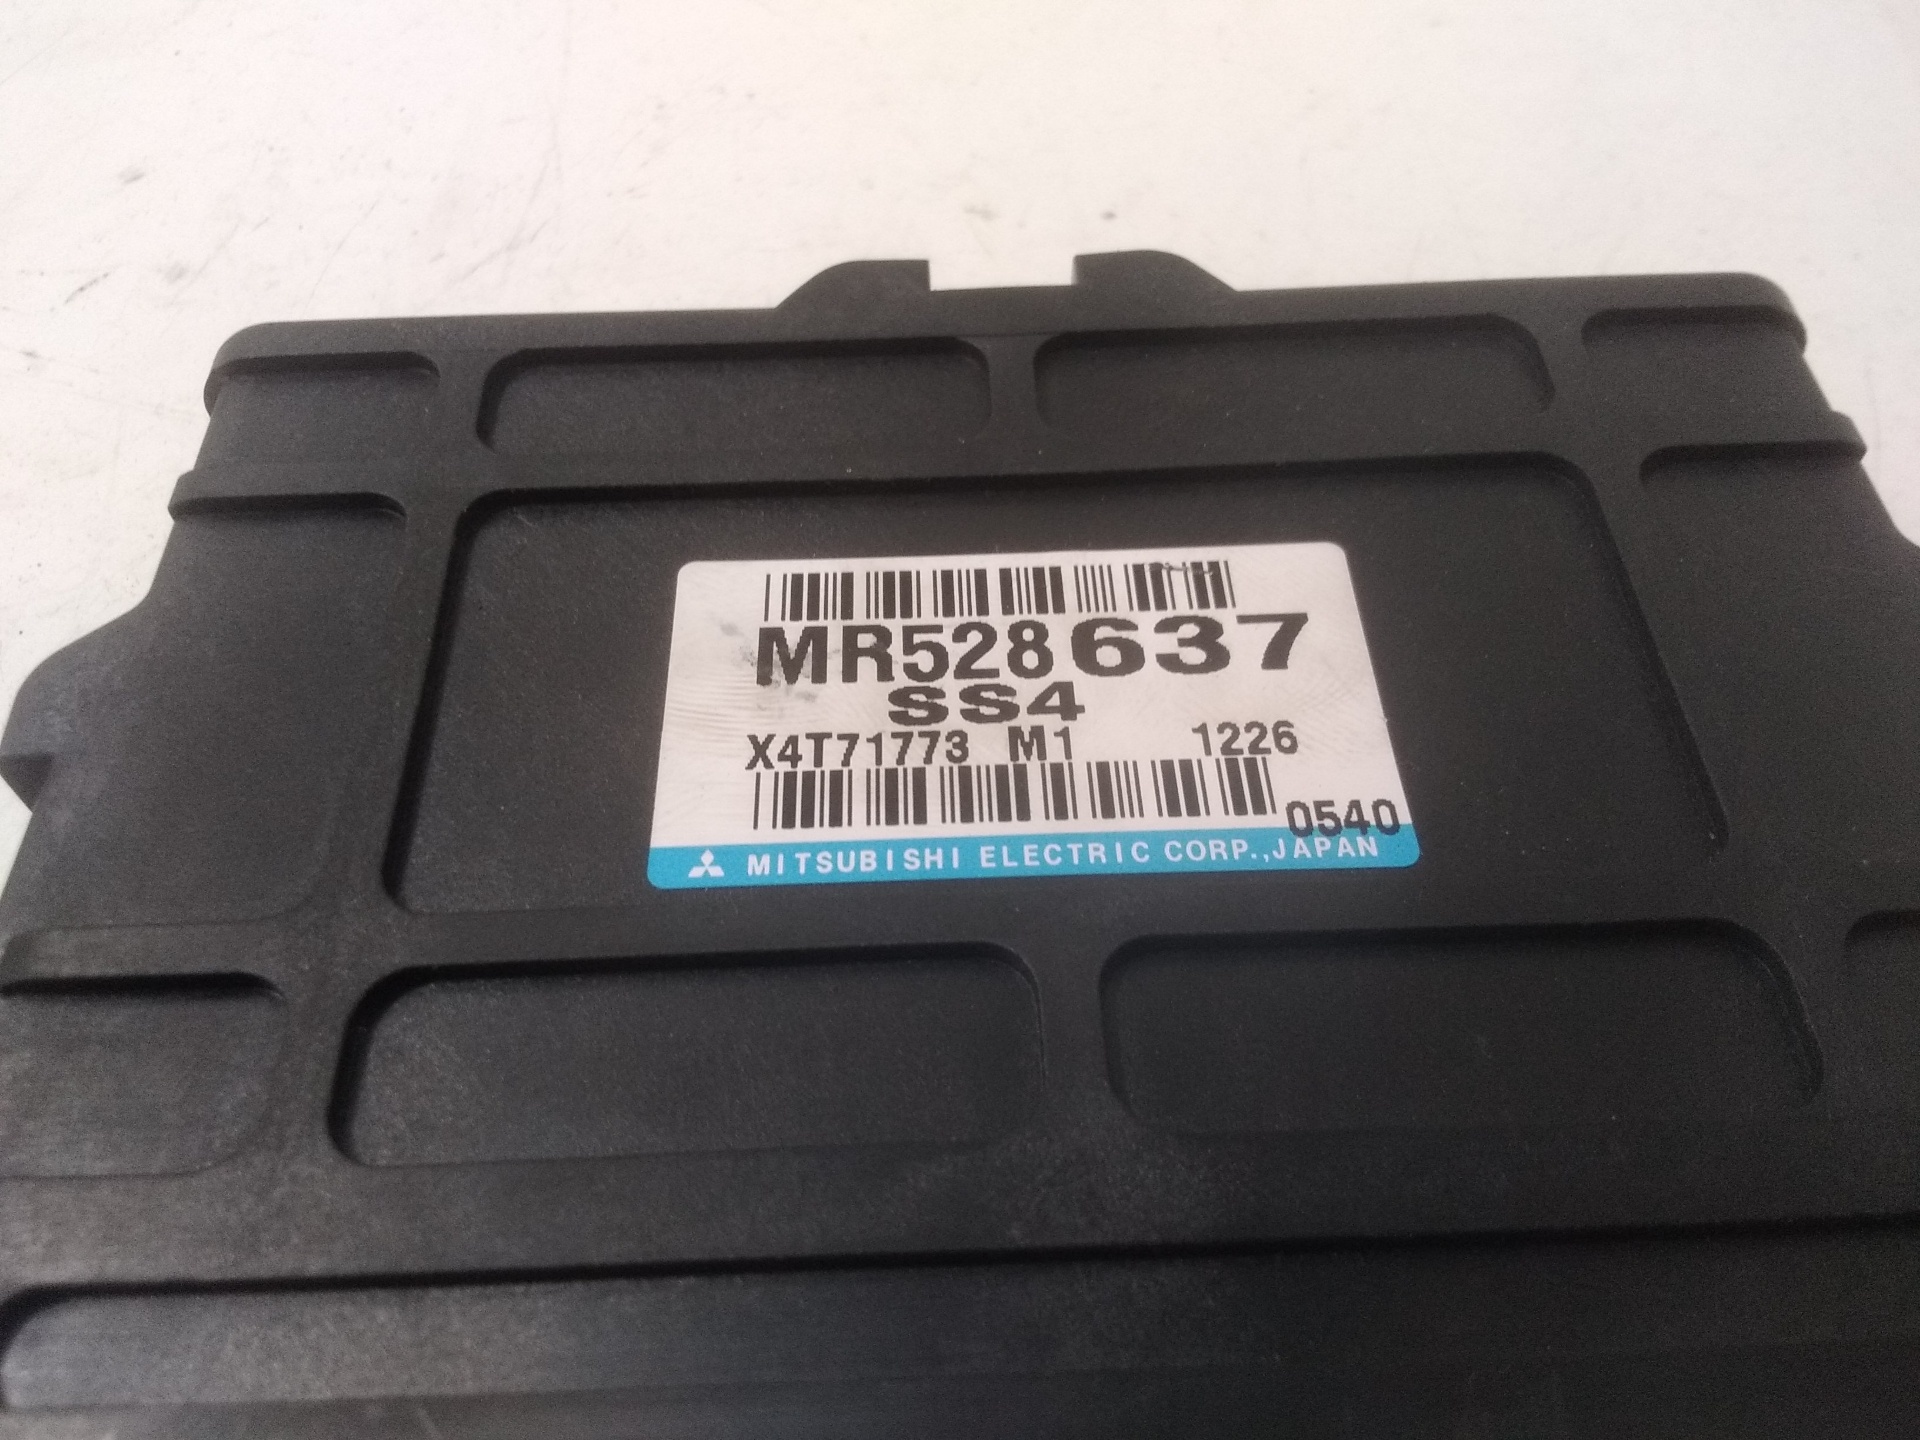 MR528637
SS4
X4T71773 M1 1226
0540
MITSUBISHI ELECTRIC CORP.,JAPAN